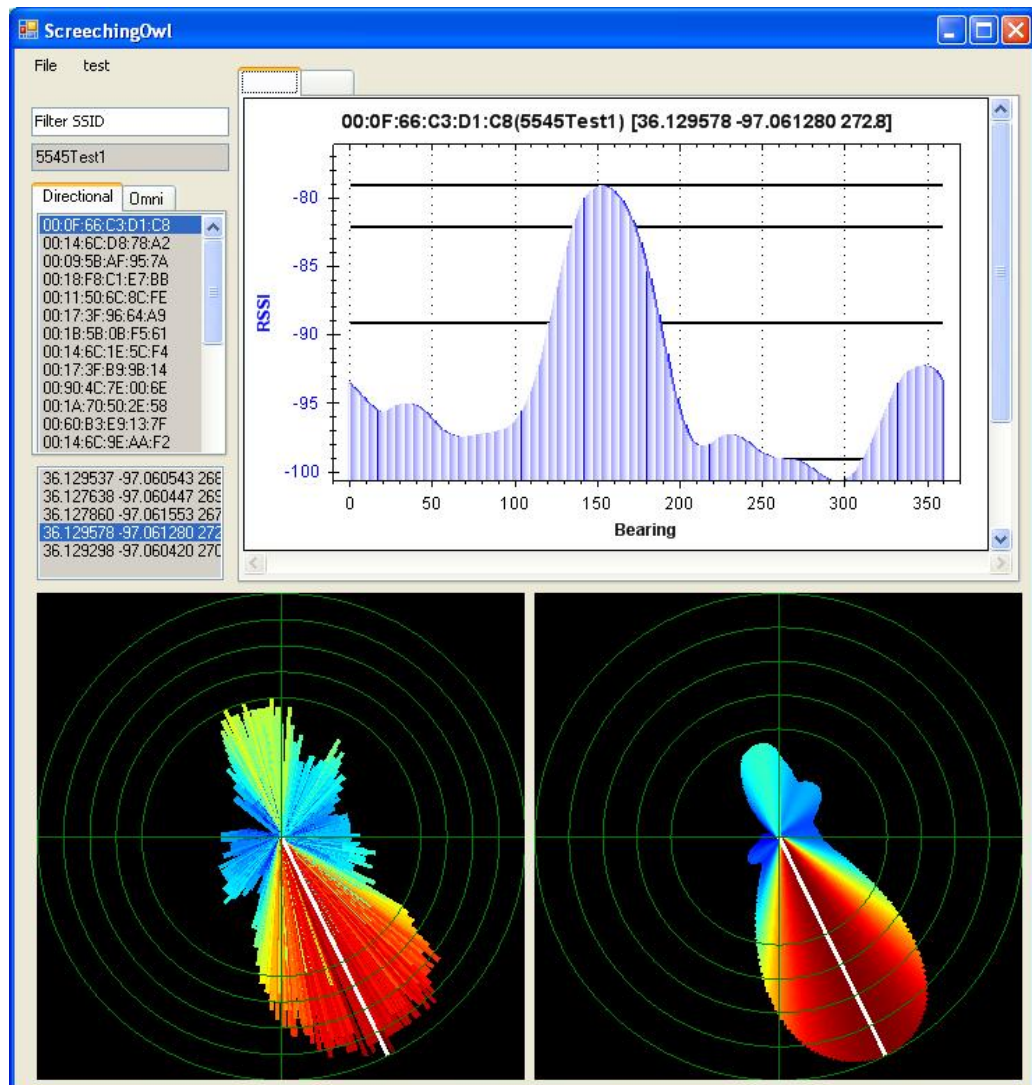 ScreechingOwl
File test
Filter SSID
5545Test1
Directional Omni
00:0F:66:C3:D1:C8
00:14:6C:D8:78:A2
00:09:5B:AF:95:7A
00:18:F8:C1:E7:BB
00:11:50:6C:8C:FE
00:17:3F:96:64:A9
00:1B:5B:0B:F5:61
00:14:6C:1E:5C:F4
00:17:3F:B9:9B:14
00:90:4C:7E:00:6E
00:1A:70:50:2E:58
00:60:B3:E9:13:7F
00:14:6C:9E:AA:F2
36.129537 -97.060543 268
36.127638 -97.060447 269
36.127860 -97.061553 267
36.129578 -97.061280 272
36.129298 -97.060420 270
00:0F:66:C3:D1:C8(5545Test1) [36.129578 -97.061280 272.8]
RSSI
-80
-85
-90
-95
-100
0 50 100 150 200 250 300 350
Bearing